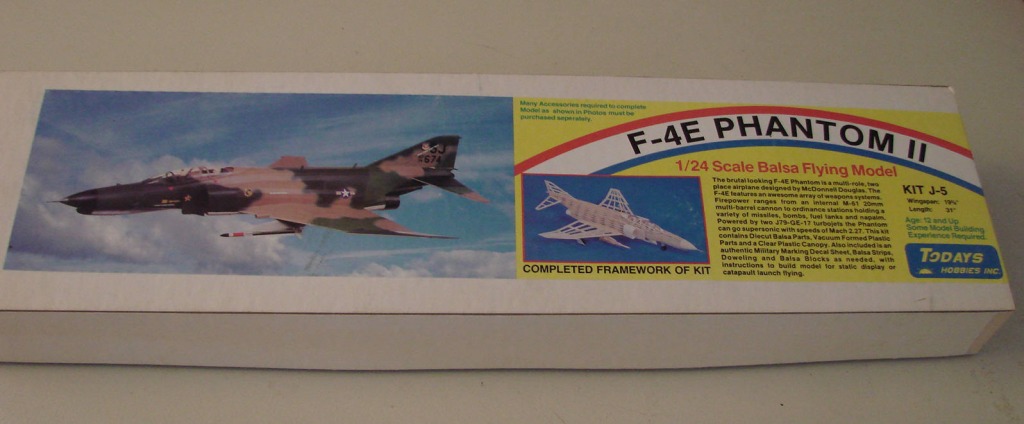 Many Accessories required to complete
Model as shown in Photos must be
purchased seperately.
F-4E PHANTOM II
1/24 Scale Balsa Flying Model
The brutal looking F-4E Phantom is a multi-role, two
place airplane designed by McDonnell Douglas. The
F-4E features an awesome array of weapons systems.
Firepower ranges from an internal M-61 20mm
multi-barrel cannon to ordnance stations holding a
variety of missiles, bombs, fuel tanks and napalm.
Powered by two J79-GE-17 turbojets the Phantom
can go supersonic with speeds of Mach 2.27. This kit
contains Diecut Balsa Parts, Vacuum Formed Plastic
Parts and a Clear Plastic Canopy. Also included is an
authentic Military Marking Decal Sheet, Balsa Strips,
Doweling and Balsa Blocks as needed, with
instructions to build model for static display or
catapult launch flying.
COMPLETED FRAMEWORK OF KIT
KIT J-5
Wingspan:
Length: 31"
Age: 12 and Up
Some Model Building
Experience Required.
TODAYS
HOBBIES INC.
SJ
674